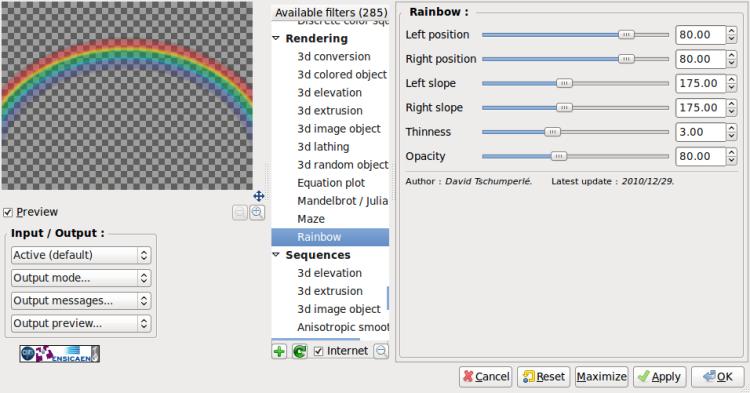 Preview
Input / Output :
Active (default)
Output mode...
Output messages...
Output preview...
ENSICAEN
Available filters (285)
Discrete color squ
Rendering
3d conversion
3d colored object
3d elevation
3d extrusion
3d image object
3d lathing
3d random object
Equation plot
Mandelbrot / Julia
Maze
Rainbow
Sequences
3d elevation
3d extrusion
3d image object
Anisotropic smoot
Internet
Rainbow :
Left position 80.00
Right position 80.00
Left slope 175.00
Right slope 175.00
Thinness 3.00
Opacity 80.00
Author : David Tschumperlé. Latest update : 2010/12/29.
Cancel Reset Maximize Apply OK